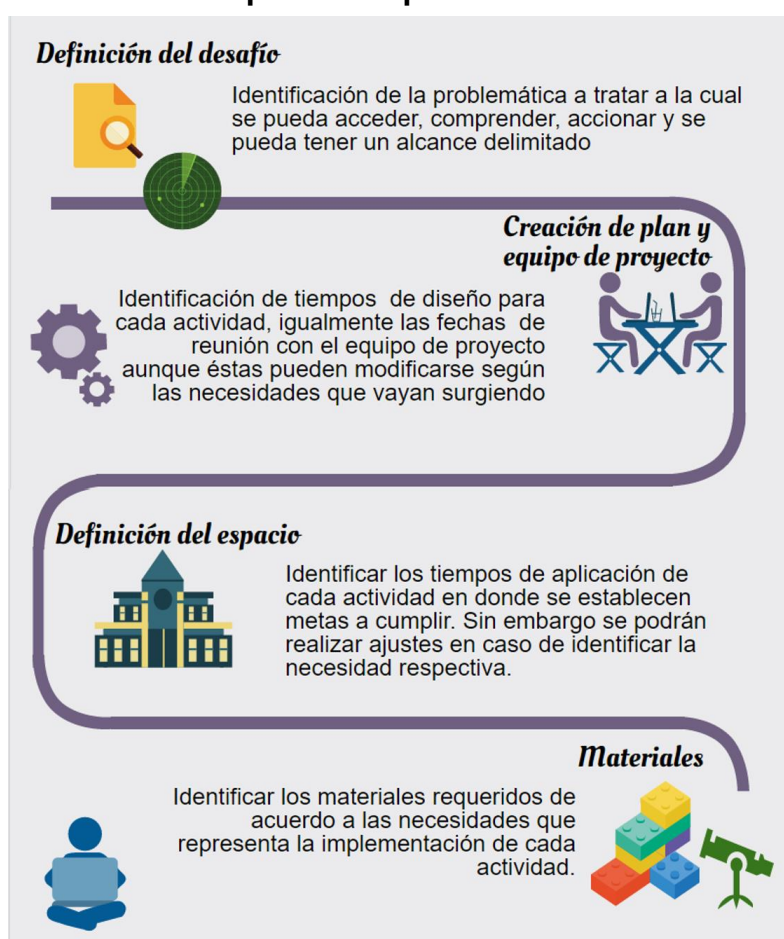 Definición del desafío
Identificación de la problemática a tratar a la cual
se pueda acceder, comprender, accionar y se
pueda tener un alcance delimitado
Creación de plan y
equipo de proyecto
Identificación de tiempos de diseño para
cada actividad, igualmente las fechas de
reunión con el equipo de proyecto
aunque éstas pueden modificarse según
las necesidades que vayan surgiendo
Definición del espacio
Identificar los tiempos de aplicación de
cada actividad en donde se establecen
metas a cumplir. Sin embargo se podrán
realizar ajustes en caso de identificar la
necesidad respectiva.
Materiales
Identificar los materiales requeridos de
acuerdo a las necesidades que
representa la implementación de cada
actividad.